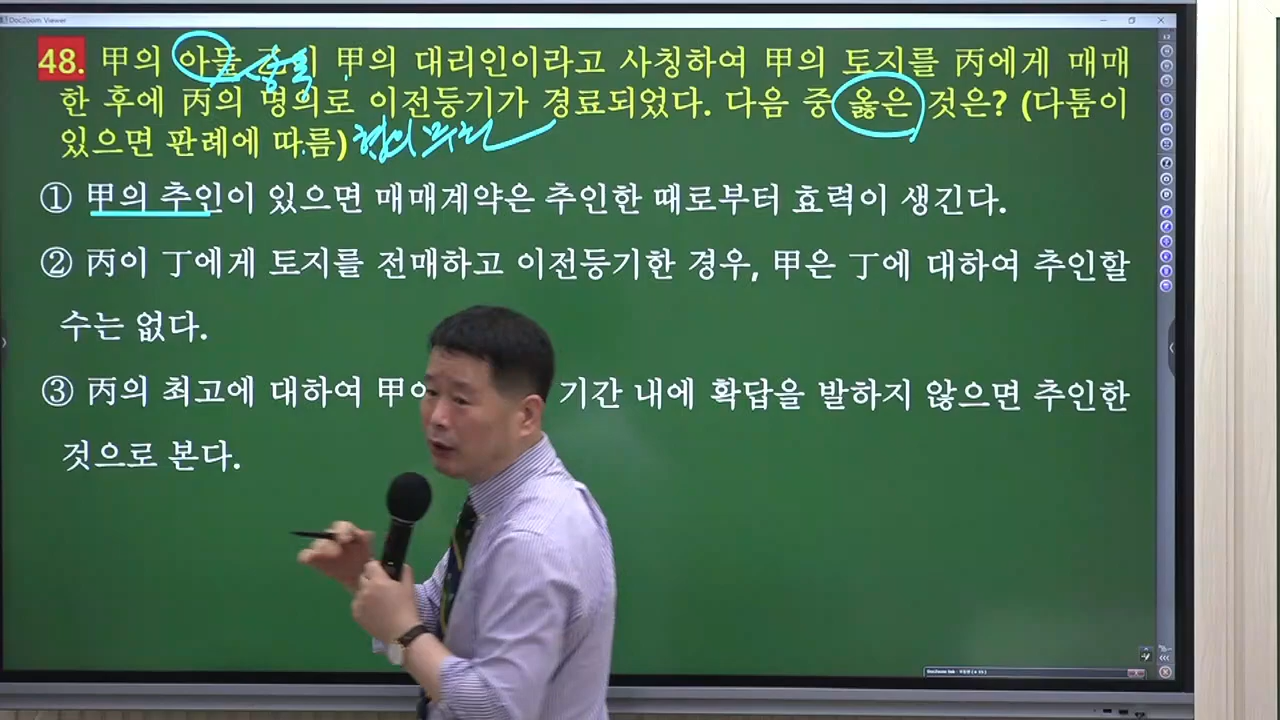 DocZoom Viewer
48. 甲의 아들 乙이 甲의 대리인이라고 사칭하여 甲의 토지를 丙에게 매매
한 후에 丙의 명의로 이전등기가 경료되었다. 다음 중 옳은 것은? (다툼이
있으면 판례에 따름)
① 甲의 추인이 있으면 매매계약은 추인한 때로부터 효력이 생긴다.
② 丙이 丁에게 토지를 전매하고 이전등기한 경우, 甲은 丁에 대하여 추인할
수는 없다.
③ 丙의 최고에 대하여 甲이 기간 내에 확답을 발하지 않으면 추인한
것으로 본다.